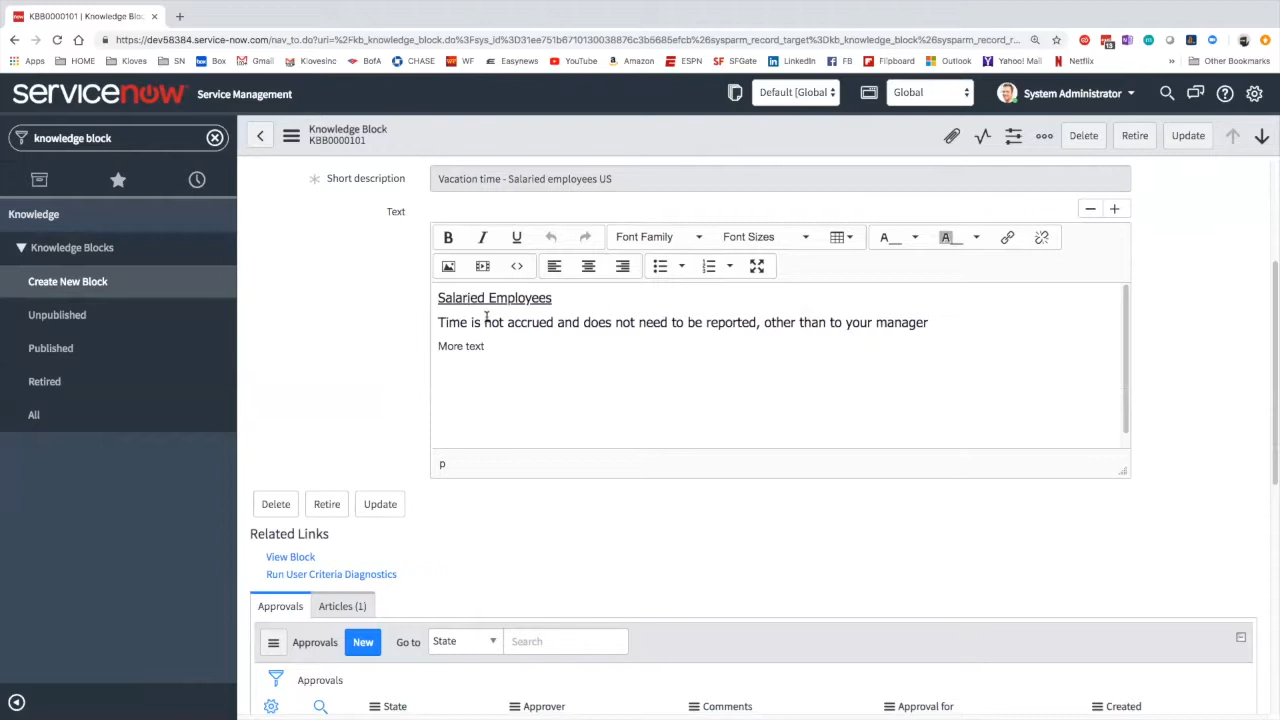 KBB0000101 | Knowledge Bloc
https://dev58384.service-now.com/nav_to.do?uri=%2Fkb_knowledge_block.do%3Fsys_id%3D31ee751b6710130038876c3b5685efcb%26sysparm_record_target%3Dkb_knowledge_block%26sysparm_record_r...
Apps HOME Kloves SN Box Gmail KlovesInc BofA CHASE WF Easynews YouTube Amazon ESPN SFGate LinkedIn FB Flipboard Outlook Yahoo! Mail Netflix » Other Bookmarks
servicenow Service Management Default [Global Global System Administrator
knowledge block
Knowledge
Knowledge Blocks
Create New Block
Unpublished
Published
Retired
All
Knowledge Block
KBB0000101
Delete Retire Update
Short description Vacation time - Salaried employees US
Text
B I U Font Family Font Sizes A A
Salaried Employees
Time is not accrued and does not need to be reported, other than to your manager
More text
p
Delete Retire Update
Related Links
View Block
Run User Criteria Diagnostics
Approvals Articles (1)
Approvals New Go to State Search
Approvals
State Approver Comments Approval for Created